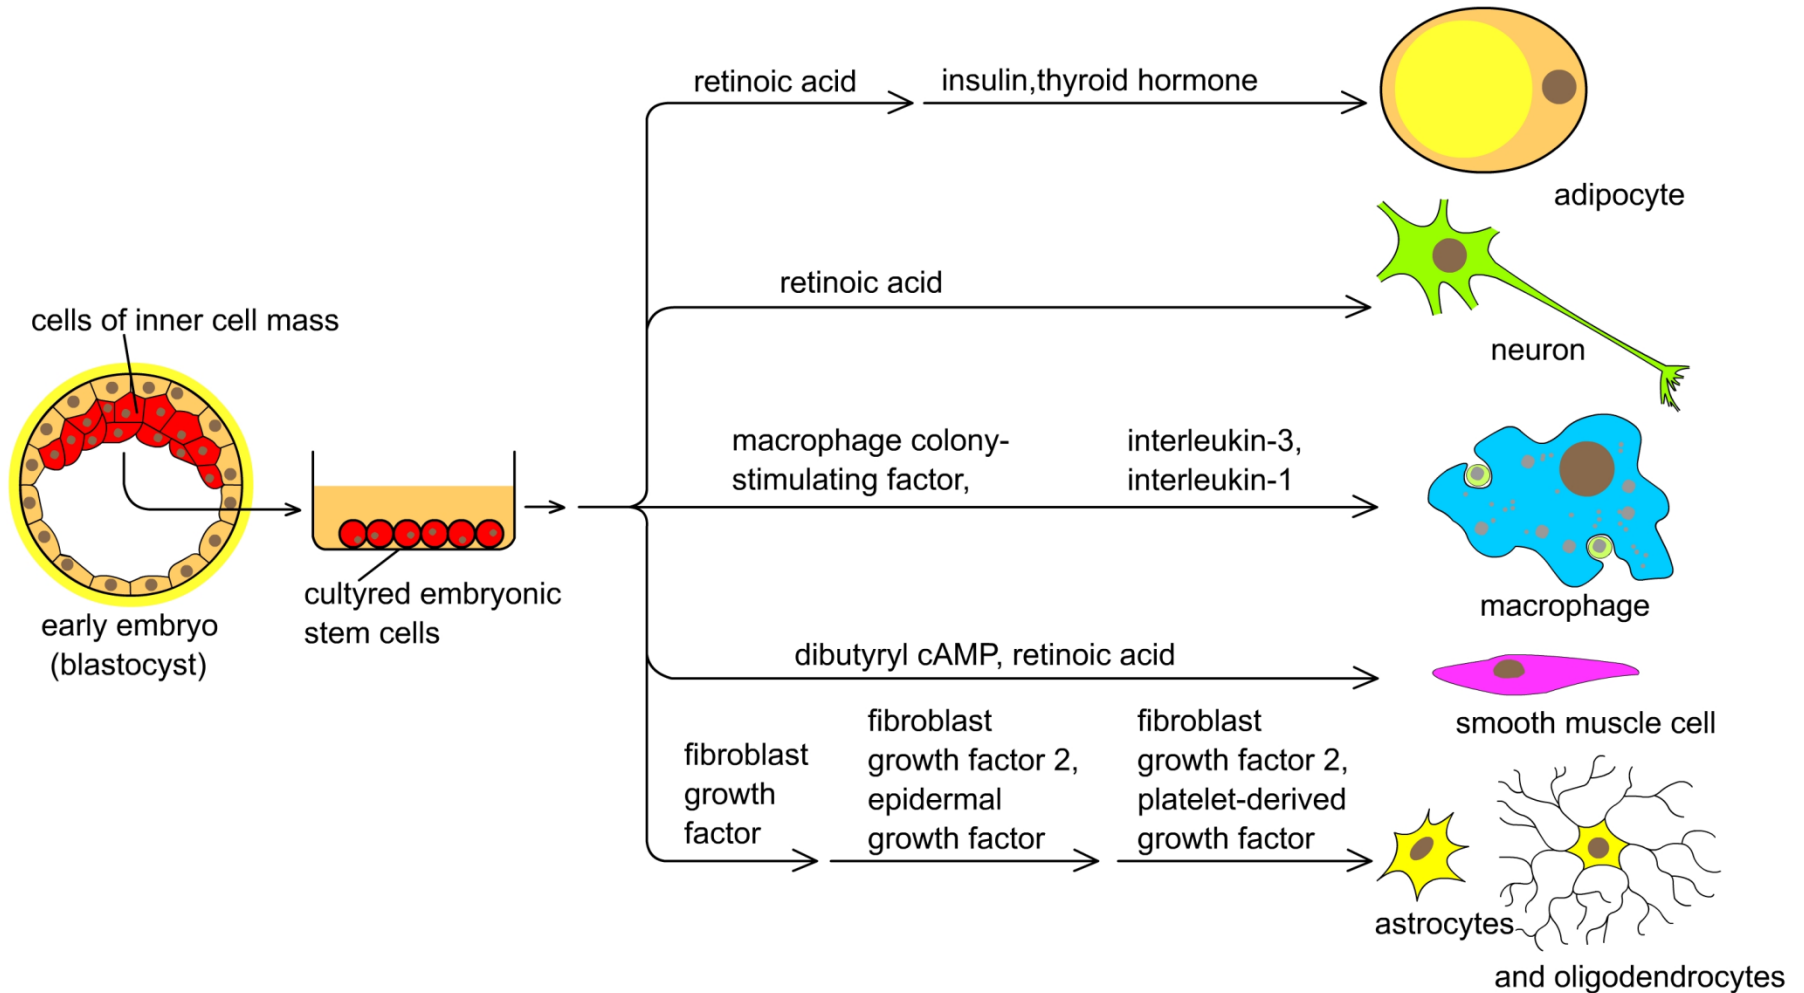 retinoic acid
insulin,thyroid hormone
adipocyte
retinoic acid
neuron
cells of inner cell mass
early embryo
(blastocyst)
cultyred embryonic
stem cells
macrophage colony-
stimulating factor,
interleukin-3,
interleukin-1
macrophage
dibutyryl cAMP, retinoic acid
smooth muscle cell
fibroblast
growth
factor
fibroblast
growth factor 2,
epidermal
growth factor
fibroblast
growth factor 2,
platelet-derived
growth factor
astrocytes
and oligodendrocytes